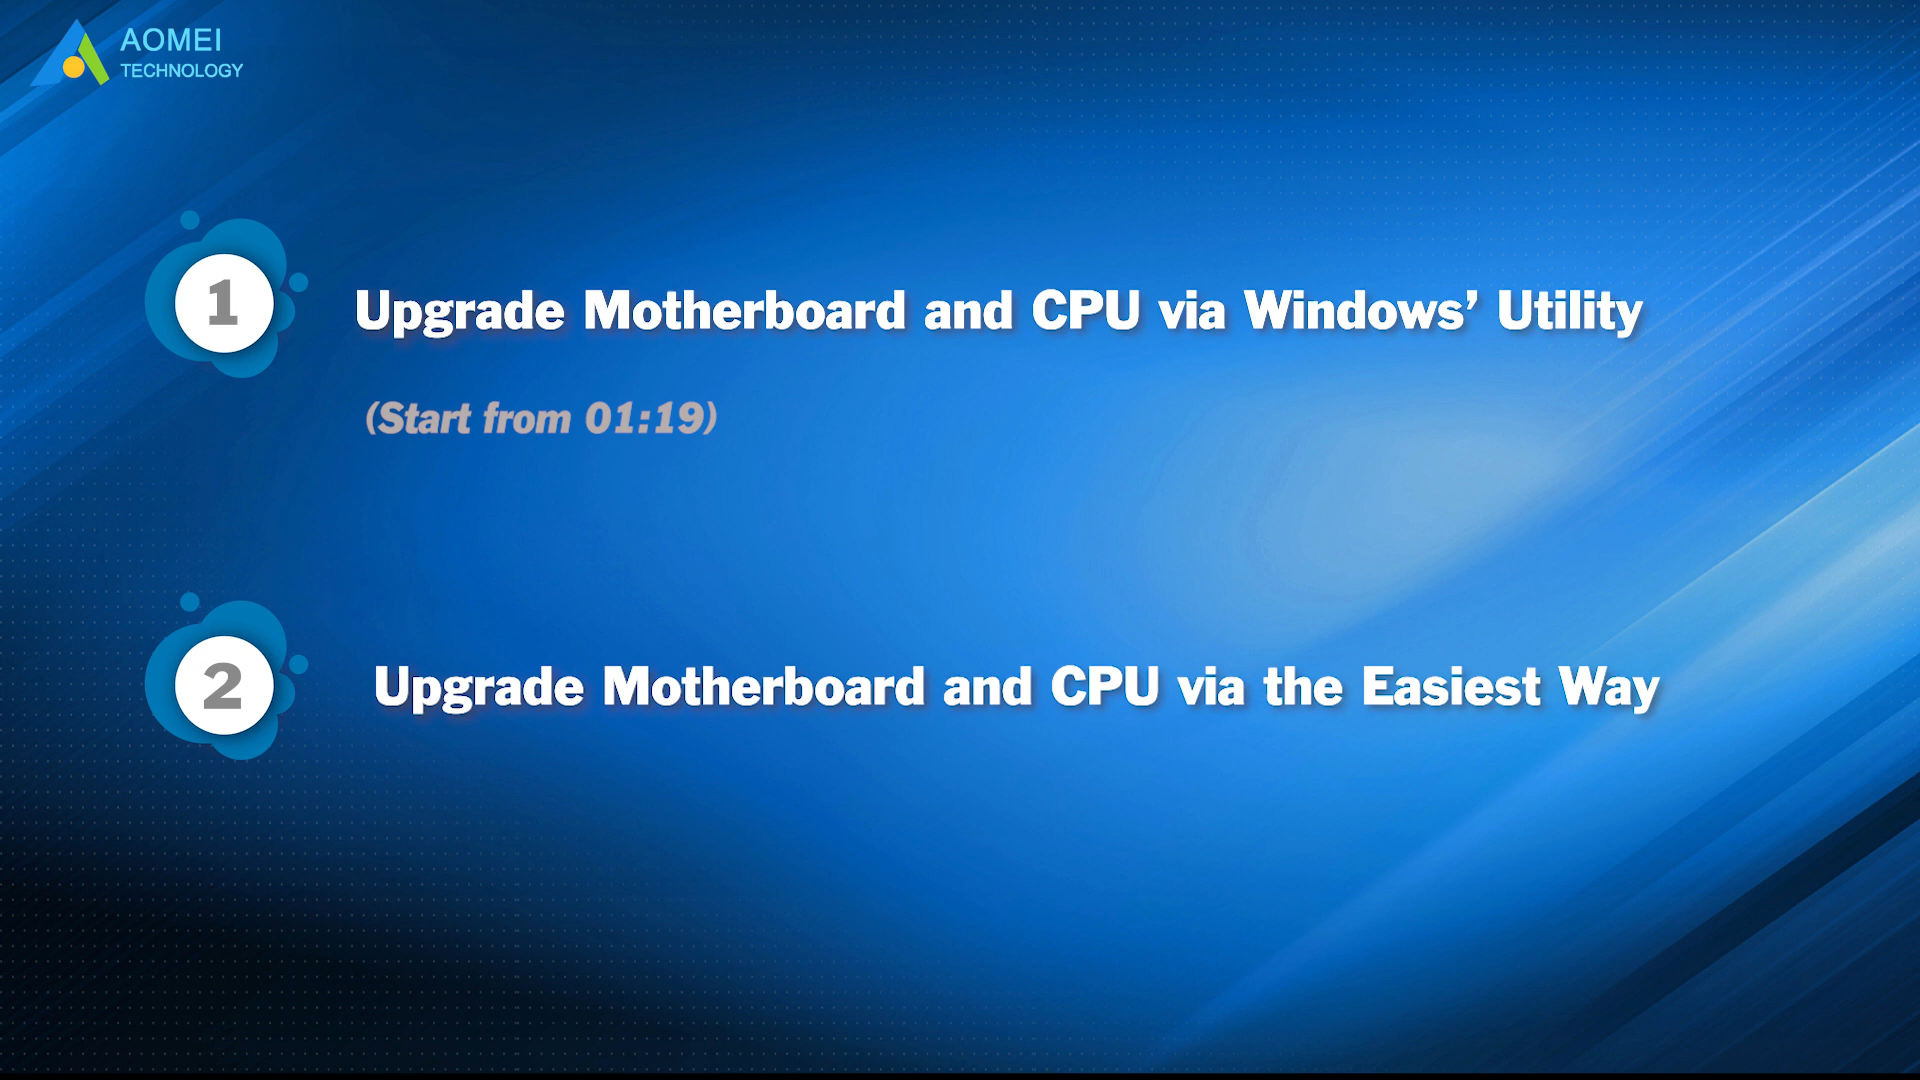 AOMEI
TECHNOLOGY
1
Upgrade Motherboard and CPU via Windows’ Utility
(Start from 01:19)
2
Upgrade Motherboard and CPU via the Easiest Way